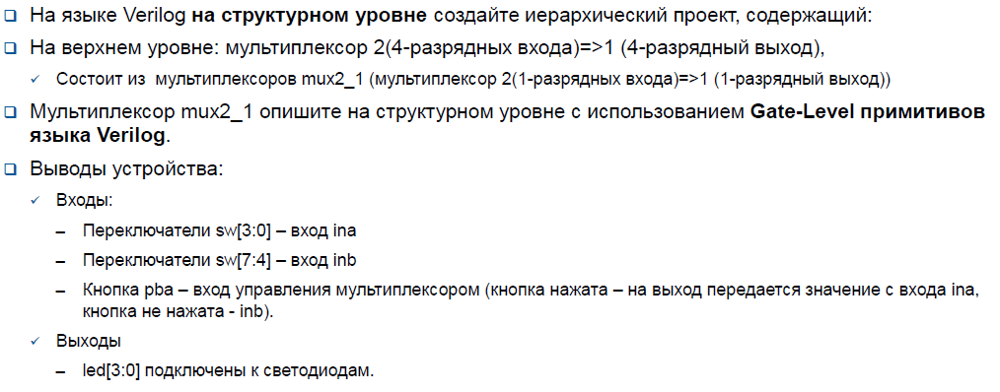 На языке Verilog на структурном уровне создайте иерархический проект, содержащий:
На верхнем уровне: мультиплексор 2(4-разрядных входа)=>1 (4-разрядный выход),
Состоит из мультиплексоров mux2_1 (мультиплексор 2(1-разрядных входа)=>1 (1-разрядный выход))
Мультиплексор mux2_1 опишите на структурном уровне с использованием Gate-Level примитивов
языка Verilog.
Выводы устройства:
Входы:
– Переключатели sw[3:0] – вход ina
– Переключатели sw[7:4] – вход inb
– Кнопка pba – вход управления мультиплексором (кнопка нажата – на выход передается значение с входа ina,
кнопка не нажата - inb).
Выходы
– led[3:0] подключены к светодиодам.